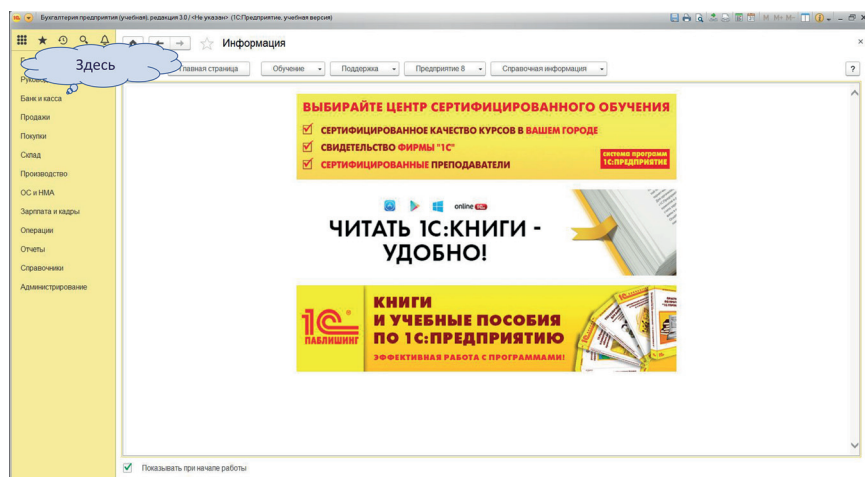 Бухгалтерия предприятия (учебная), редакция 3.0 / <Не указан> (1С:Предприятие, учебная версия)
M M+ M-
Информация
Здесь
Главная страница
Обучение
Поддержка
Предприятие 8
Справочная информация
?
Банк и касса
Продажи
Покупки
Склад
Производство
ОС и НМА
Зарплата и кадры
Операции
Отчеты
Справочники
Администрирование
ВЫБИРАЙТЕ ЦЕНТР СЕРТИФИЦИРОВАННОГО ОБУЧЕНИЯ
СЕРТИФИЦИРОВАННОЕ КАЧЕСТВО КУРСОВ В ВАШЕМ ГОРОДЕ
СВИДЕТЕЛЬСТВО ФИРМЫ "1С"
СЕРТИФИЦИРОВАННЫЕ ПРЕПОДАВАТЕЛИ
система программ
1С:ПРЕДПРИЯТИЕ
online
ЧИТАТЬ 1С:КНИГИ -
УДОБНО!
1С
ПАБЛИШИНГ
КНИГИ
И УЧЕБНЫЕ ПОСОБИЯ
ПО 1С:ПРЕДПРИЯТИЮ
ЭФФЕКТИВНАЯ РАБОТА С ПРОГРАММАМИ!
Показывать при начале работы